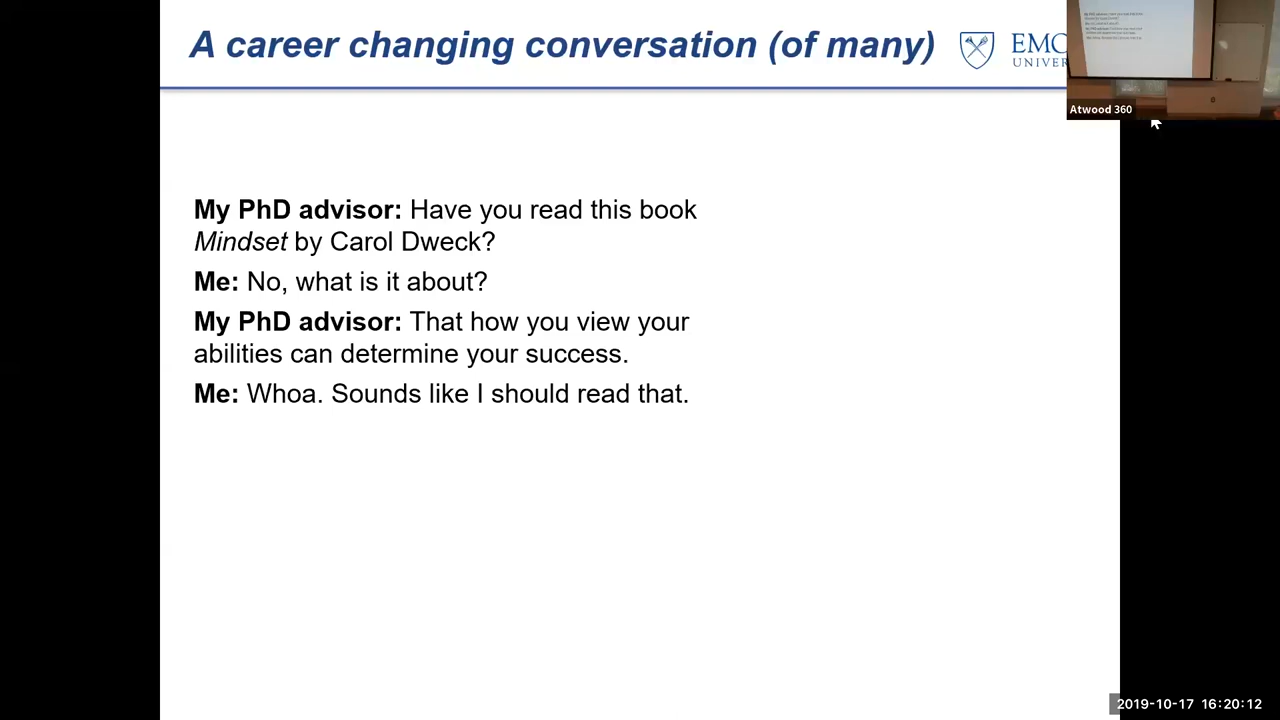 A career changing conversation (of many)
EMO
UNIVER
Atwood 360
My PhD advisor: Have you read this book
Mindset by Carol Dweck?
Me: No, what is it about?
My PhD advisor: That how you view your
abilities can determine your success.
Me: Whoa. Sounds like I should read that.
2019-10-17 16:20:12